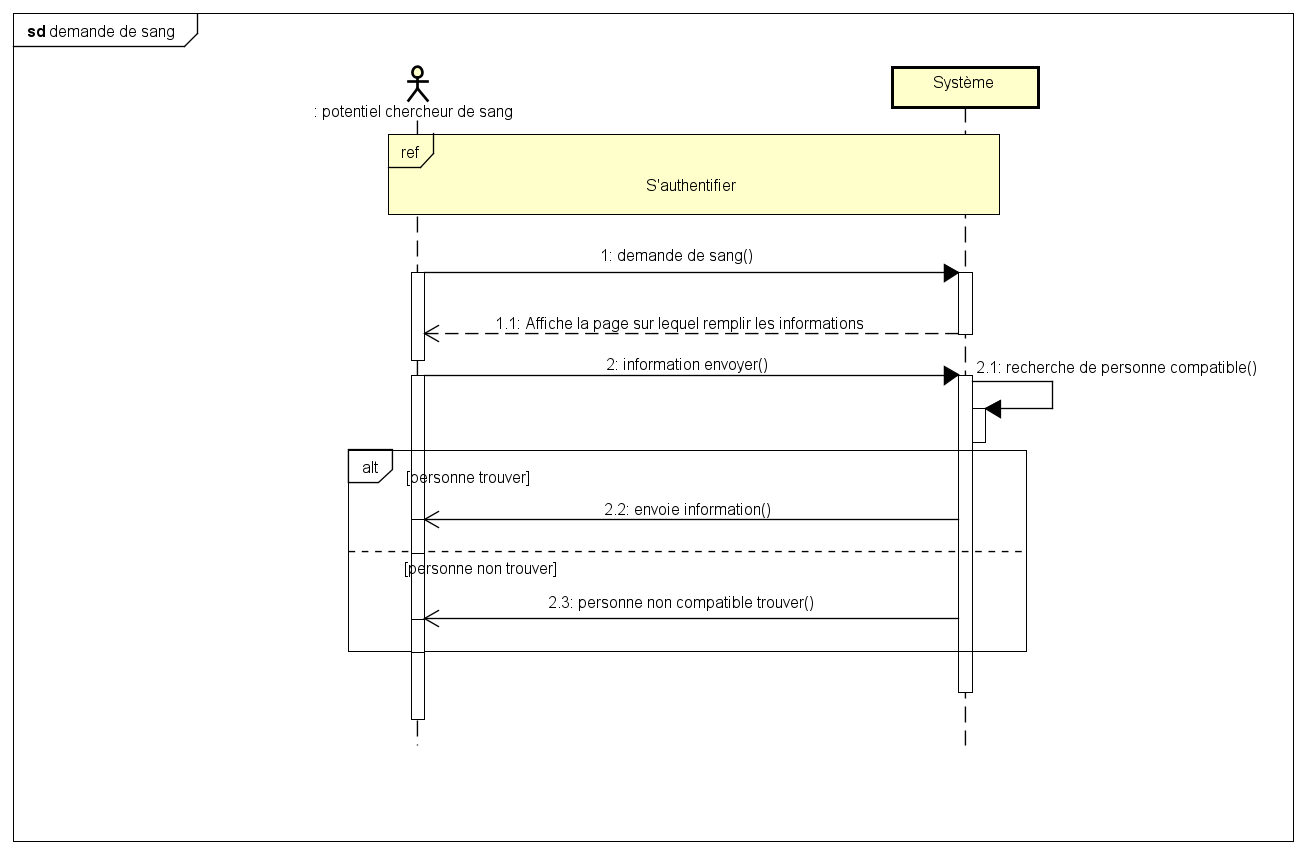 sd demande de sang
: potentiel chercheur de sang
Système
ref
S'authentifier
1: demande de sang()
1.1: Affiche la page sur lequel remplir les informations
2: information envoyer()
2.1: recherche de personne compatible()
alt
[personne trouver]
2.2: envoie information()
[personne non trouver]
2.3: personne non compatible trouver()